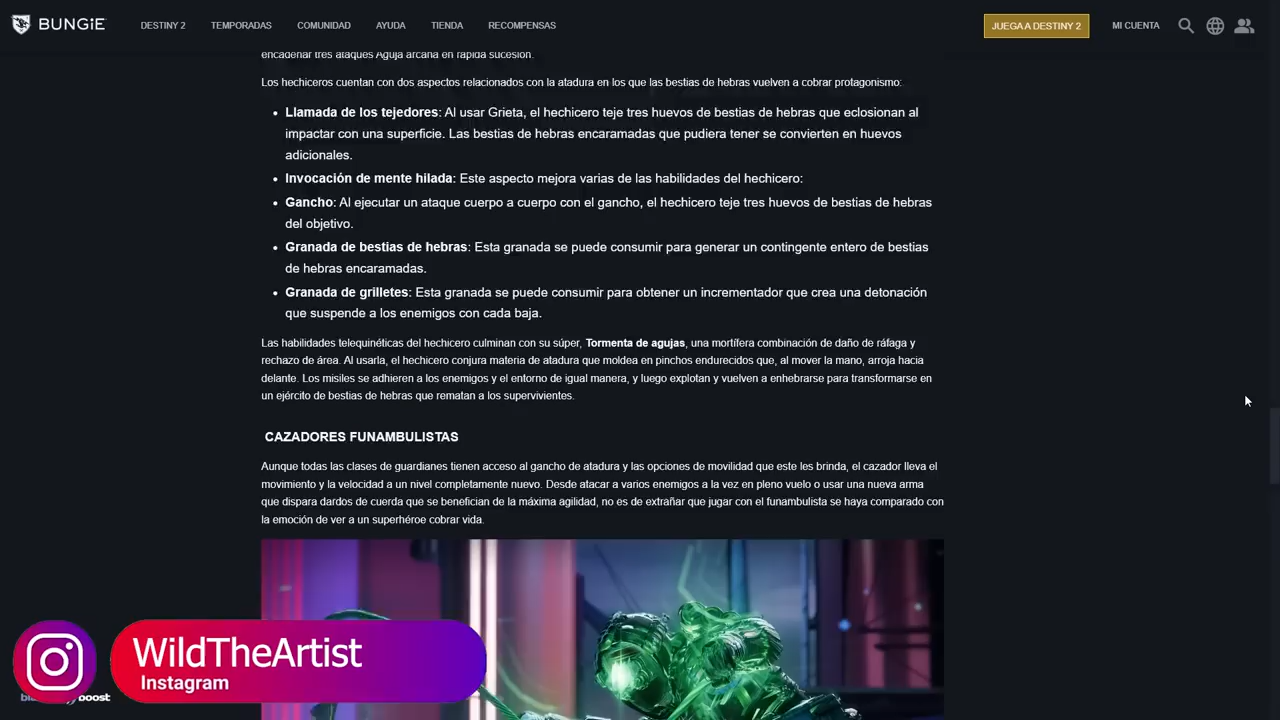 BUNGiE
DESTINY 2
TEMPORADAS
COMUNIDAD
AYUDA
TIENDA
RECOMPENSAS
JUEGA A DESTINY 2
MI CUENTA
encadenar tres ataques Aguja arcana en rápida sucesión.
Los hechiceros cuentan con dos aspectos relacionados con la atadura en los que las bestias de hebras vuelven a cobrar protagonismo:
• Llamada de los tejedores: Al usar Grieta, el hechicero teje tres huevos de bestias de hebras que eclosionan al
impactar con una superficie. Las bestias de hebras encaramadas que pudiera tener se convierten en huevos
adicionales.
• Invocación de mente hilada: Este aspecto mejora varias de las habilidades del hechicero:
• Gancho: Al ejecutar un ataque cuerpo a cuerpo con el gancho, el hechicero teje tres huevos de bestias de hebras
del objetivo.
• Granada de bestias de hebras: Esta granada se puede consumir para generar un contingente entero de bestias
de hebras encaramadas.
• Granada de grilletes: Esta granada se puede consumir para obtener un incrementador que crea una detonación
que suspende a los enemigos con cada baja.
Las habilidades telequinéticas del hechicero culminan con su súper, Tormenta de agujas, una mortífera combinación de daño de ráfaga y
rechazo de área. Al usarla, el hechicero conjura materia de atadura que moldea en pinchos endurecidos que, al mover la mano, arroja hacia
delante. Los misiles se adhieren a los enemigos y el entorno de igual manera, y luego explotan y vuelven a enhebrarse para transformarse en
un ejército de bestias de hebras que rematan a los supervivientes.
CAZADORES FUNAMBULISTAS
Aunque todas las clases de guardianes tienen acceso al gancho de atadura y las opciones de movilidad que este les brinda, el cazador lleva el
movimiento y la velocidad a un nivel completamente nuevo. Desde atacar a varios enemigos a la vez en pleno vuelo o usar una nueva arma
que dispara dardos de cuerda que se benefician de la máxima agilidad, no es de extrañar que jugar con el funambulista se haya comparado con
la emoción de ver a un superhéroe cobrar vida.
WildTheArtist
Instagram
boost